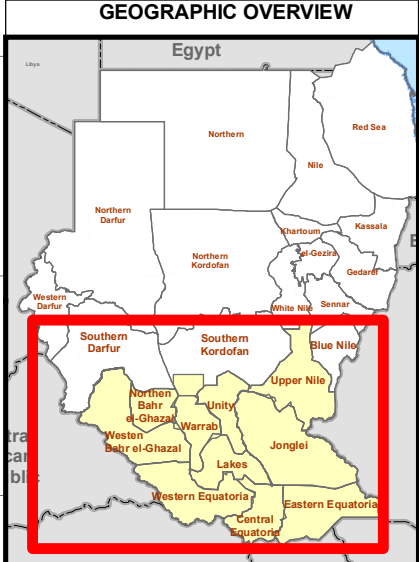 GEOGRAPHIC OVERVIEW
Egypt
Libya
Northern
Red Sea
Nile
Northern
Darfur
Khartoum
Kassala
el-Gezira
Northern
Kordofan
Gedaref
Western
Darfur
White Nile
Sennar
Southern
Darfur
Southern
Kordofan
Blue Nile
Upper Nile
Northen
Bahr
el-Ghazal
Unity
Warrab
Westen
Bahr el-Ghazal
Jonglei
Lakes
Western Equatoria
Eastern Equatoria
Central
Equatoria